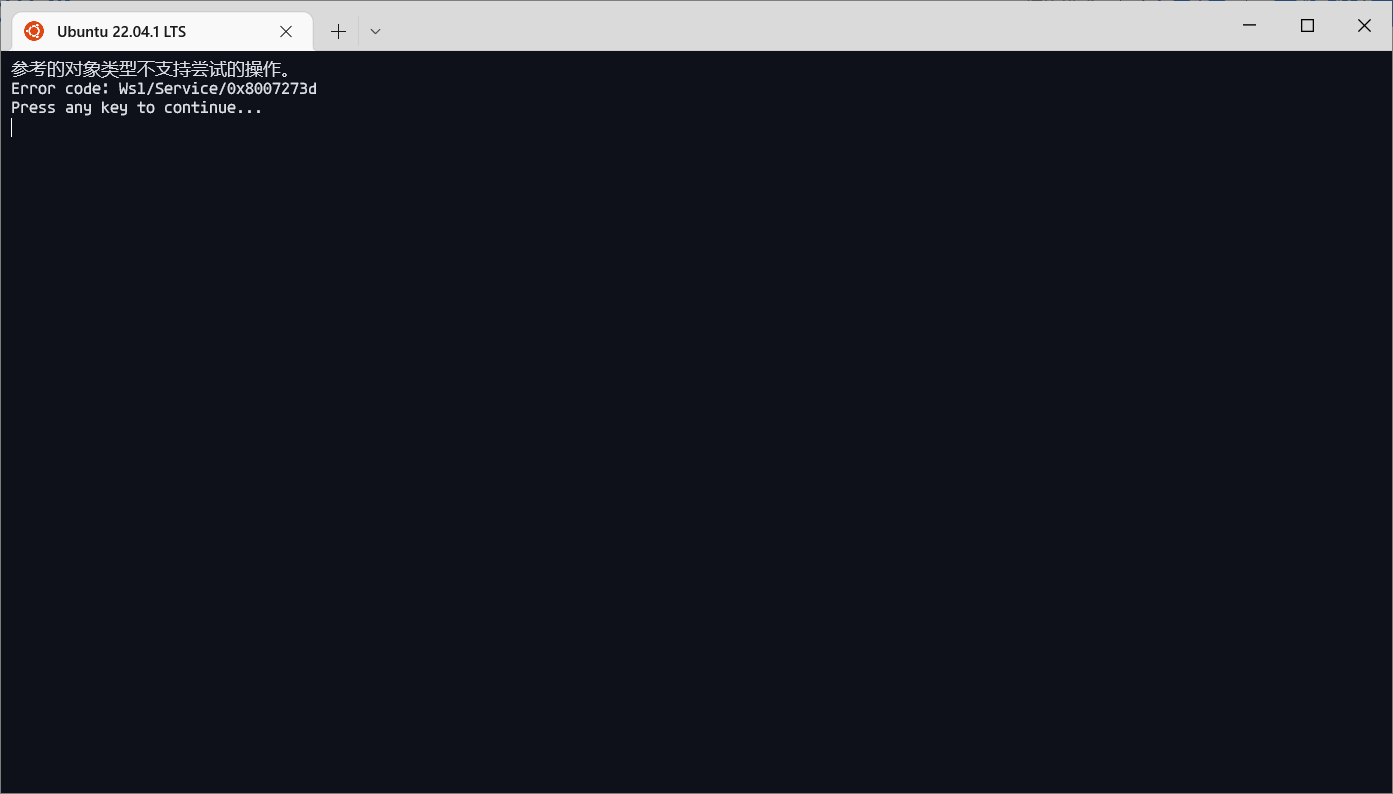 Ubuntu 22.04.1 LTS
参考的对象类型不支持尝试的操作。
Error code: Wsl/Service/0x8007273d
Press any key to continue...